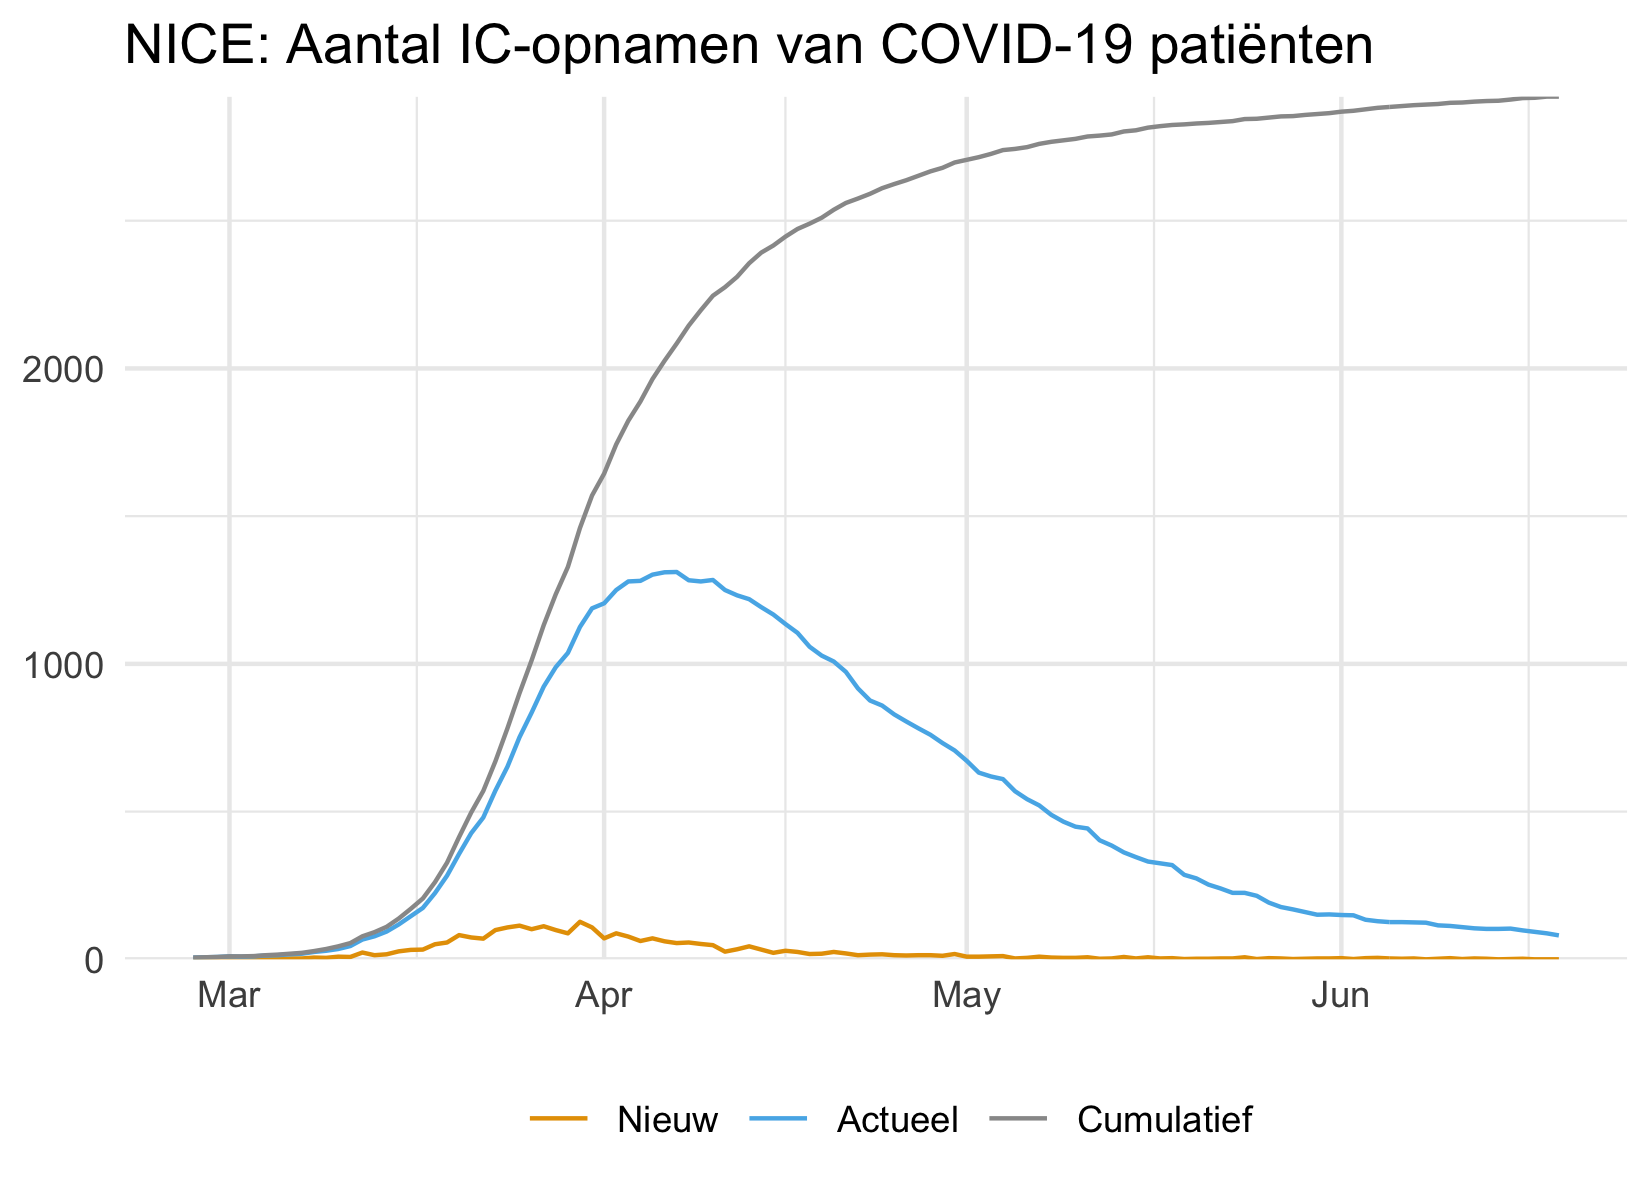 NICE: Aantal IC-opnamen van COVID-19 patiënten
2000
1000
0
Mar Apr May Jun
Nieuw Actueel Cumulatief